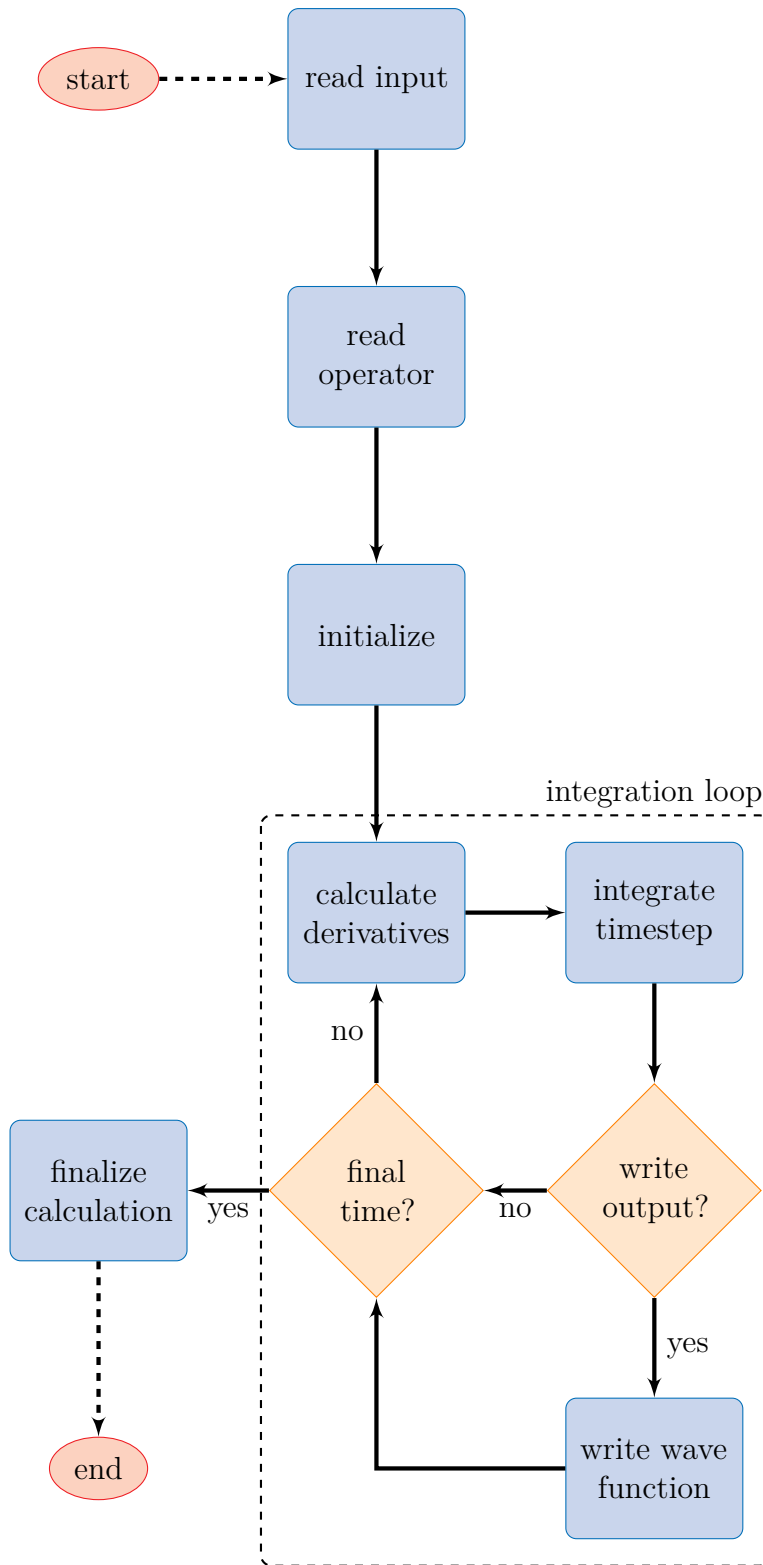 start
read input
read
operator
initialize
integration loop
calculate
derivatives
integrate
timestep
no
finalize
calculation
yes
final
time?
no
write
output?
yes
end
write wave
function